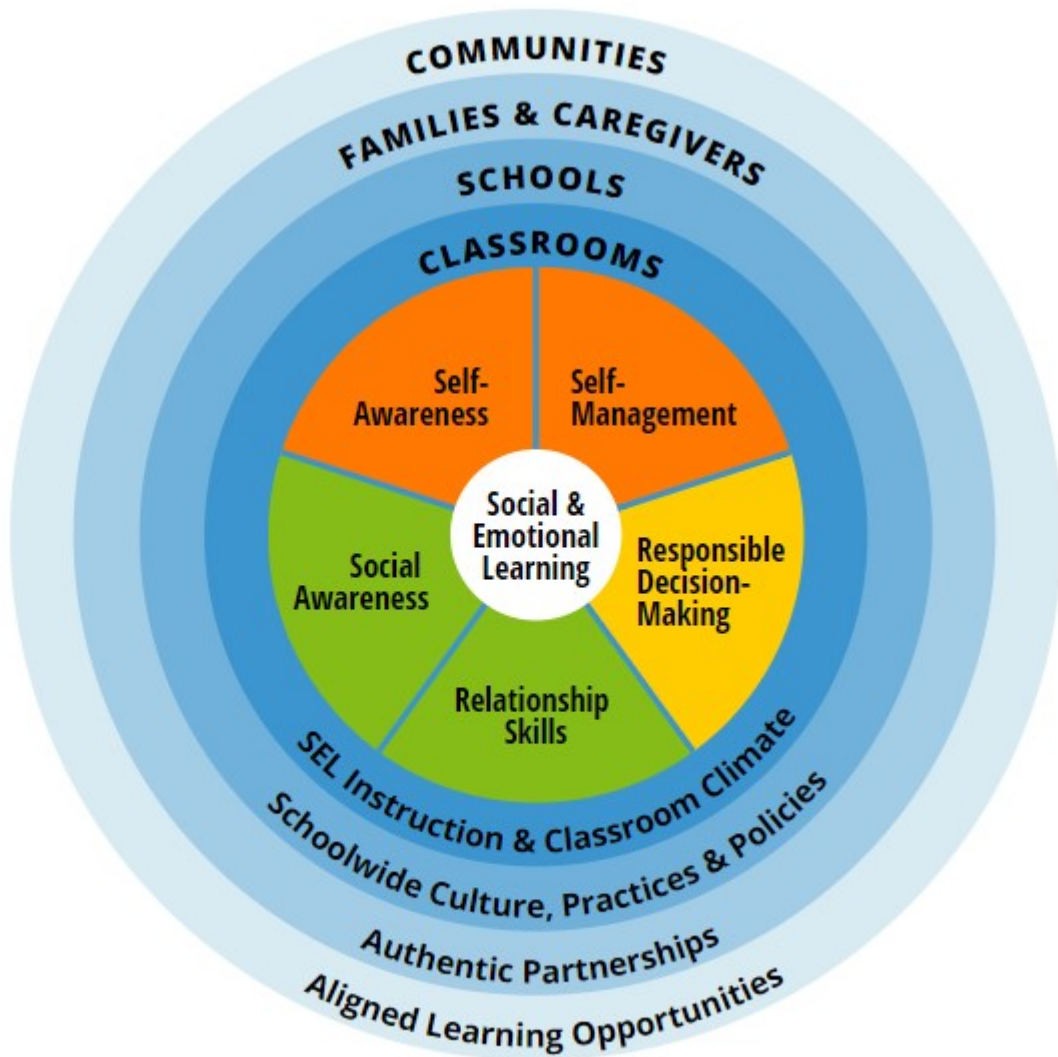 COMMUNITIES
FAMILIES & CAREGIVERS
SCHOOLS
CLASSROOMS
Self-
Awareness
Self-
Management
Social &
Emotional
Learning
Social
Awareness
Responsible
Decision-
Making
Relationship
Skills
SEL Instruction & Classroom Climate
Schoolwide Culture, Practices & Policies
Authentic Partnerships
Aligned Learning Opportunities